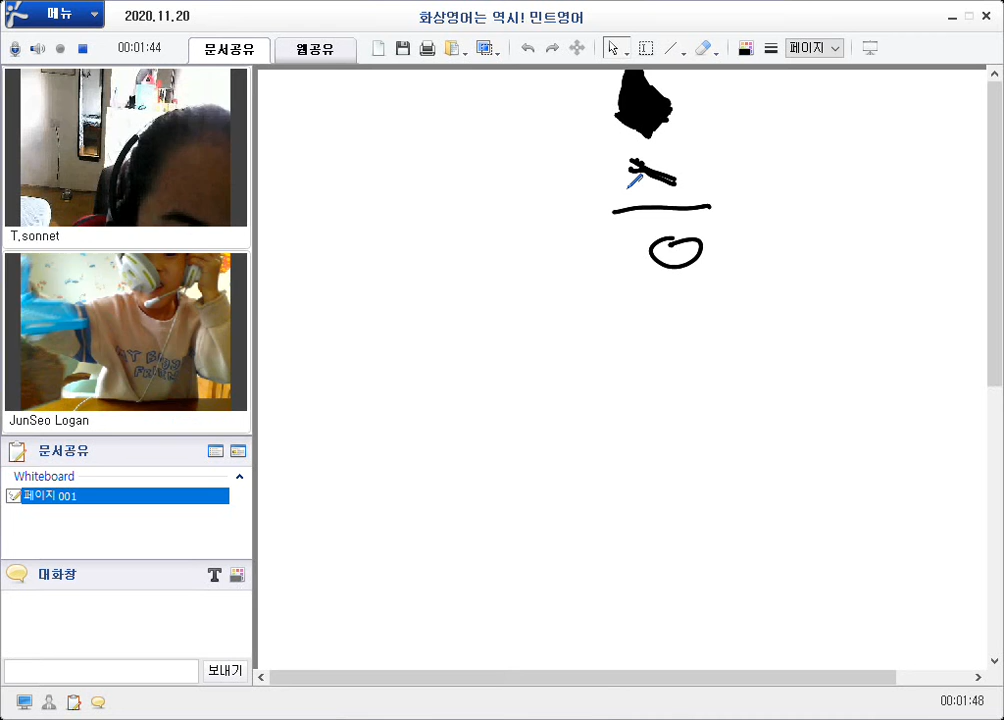 메뉴
2020.11.20
화상영어는 역시! 민트영어
00:01:44
문서공유
웹공유
페이지
T.sonnet
JunSeo Logan
문서공유
Whiteboard
페이지 001
대화창
T
보내기
00:01:48